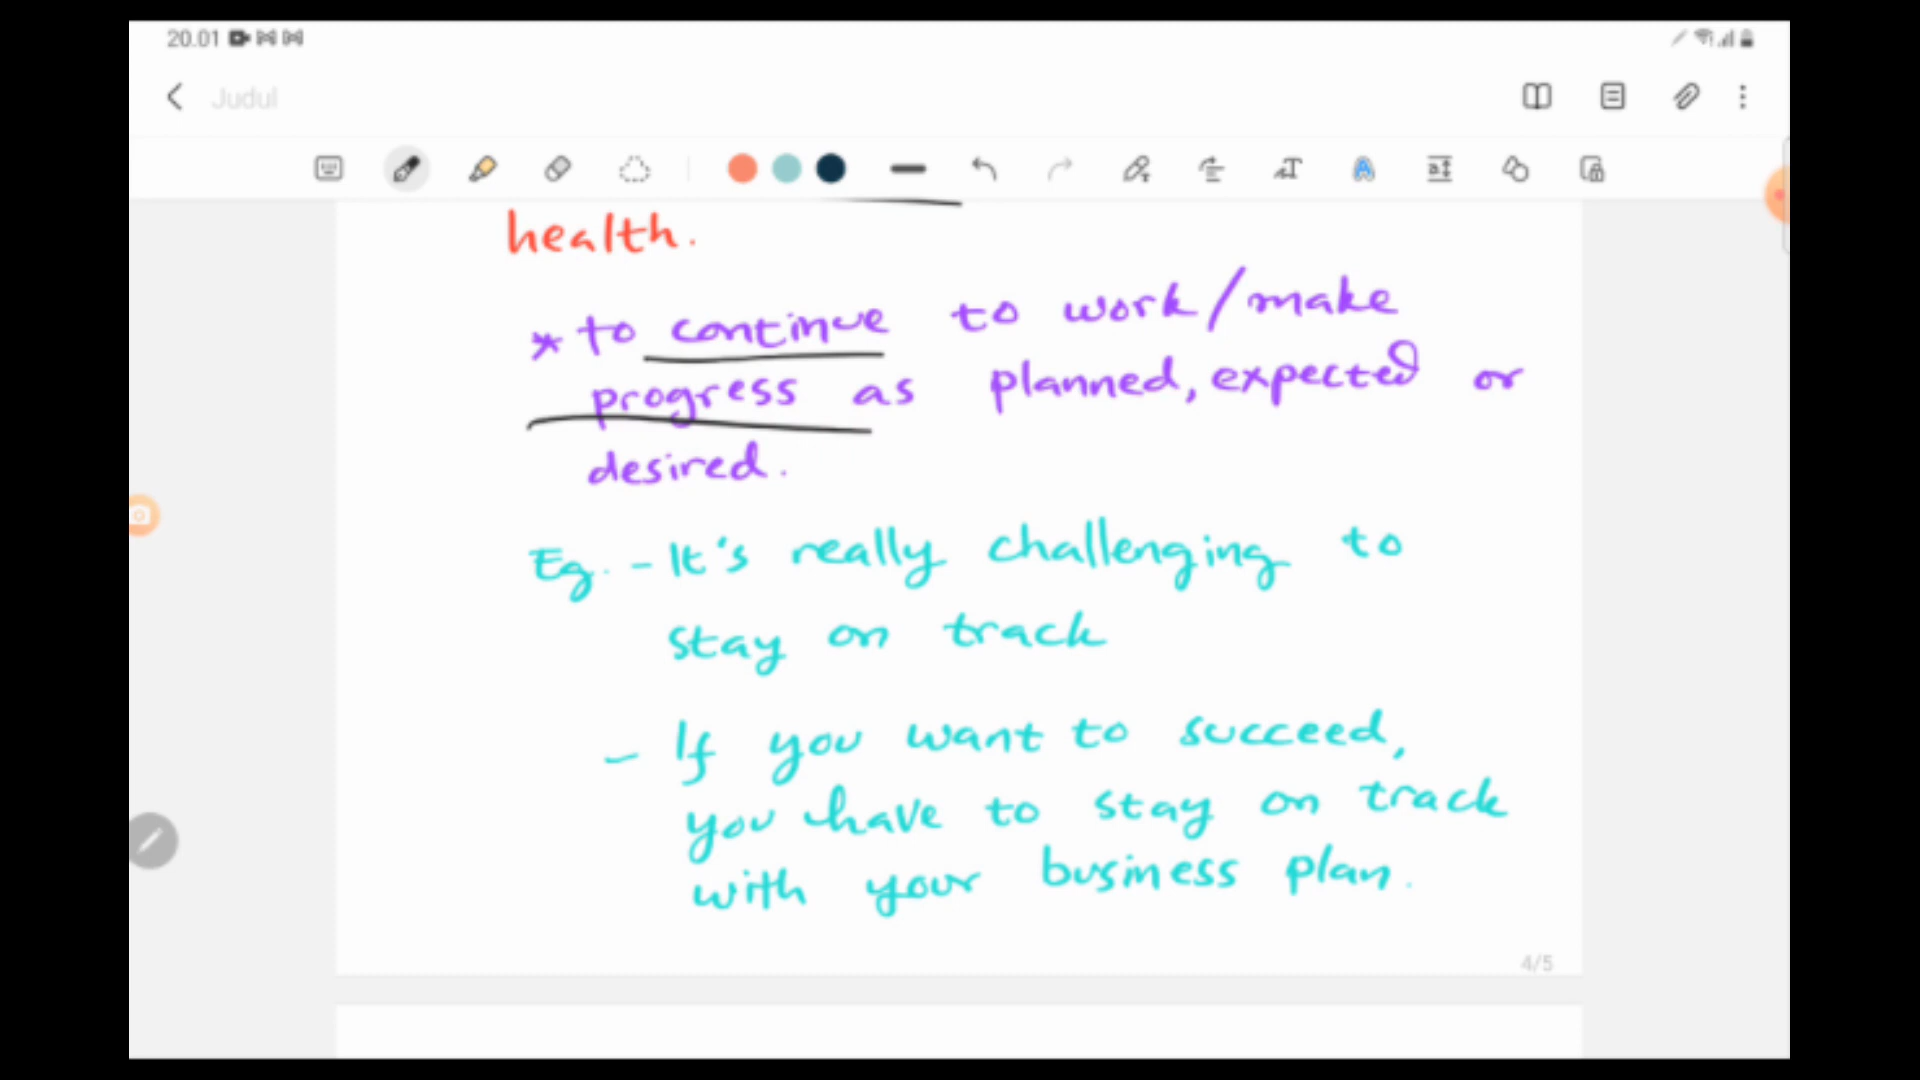 20.01
Judul
health.
* to continue to work/make
progress as planned, expected or
desired.
Eg. - It's really challenging to
stay on track
- If you want to succeed,
you have to stay on track
with your business plan.
4/5